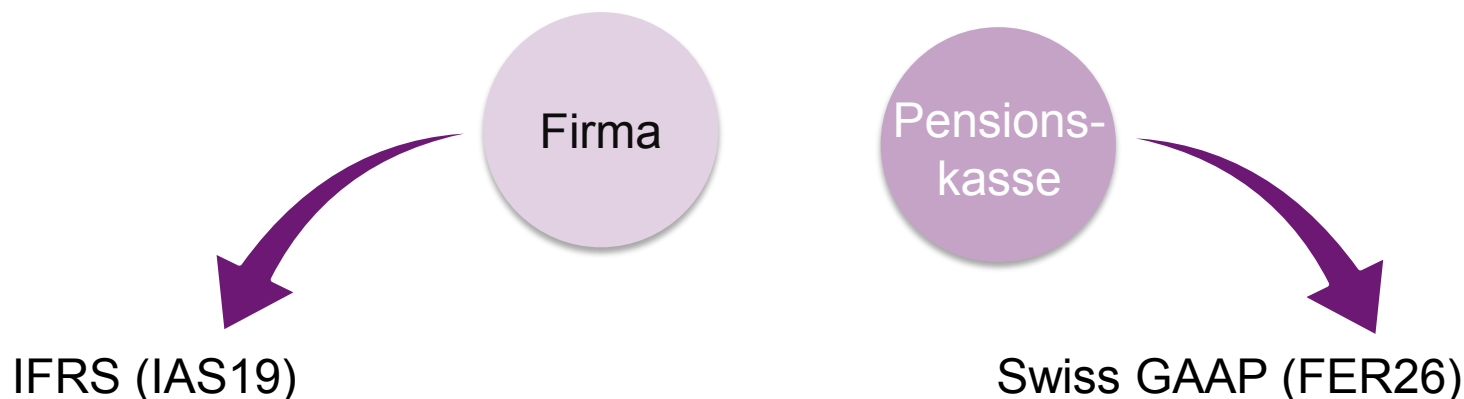 Firma
Pensions-
kasse
IFRS (IAS19)
Swiss GAAP (FER26)